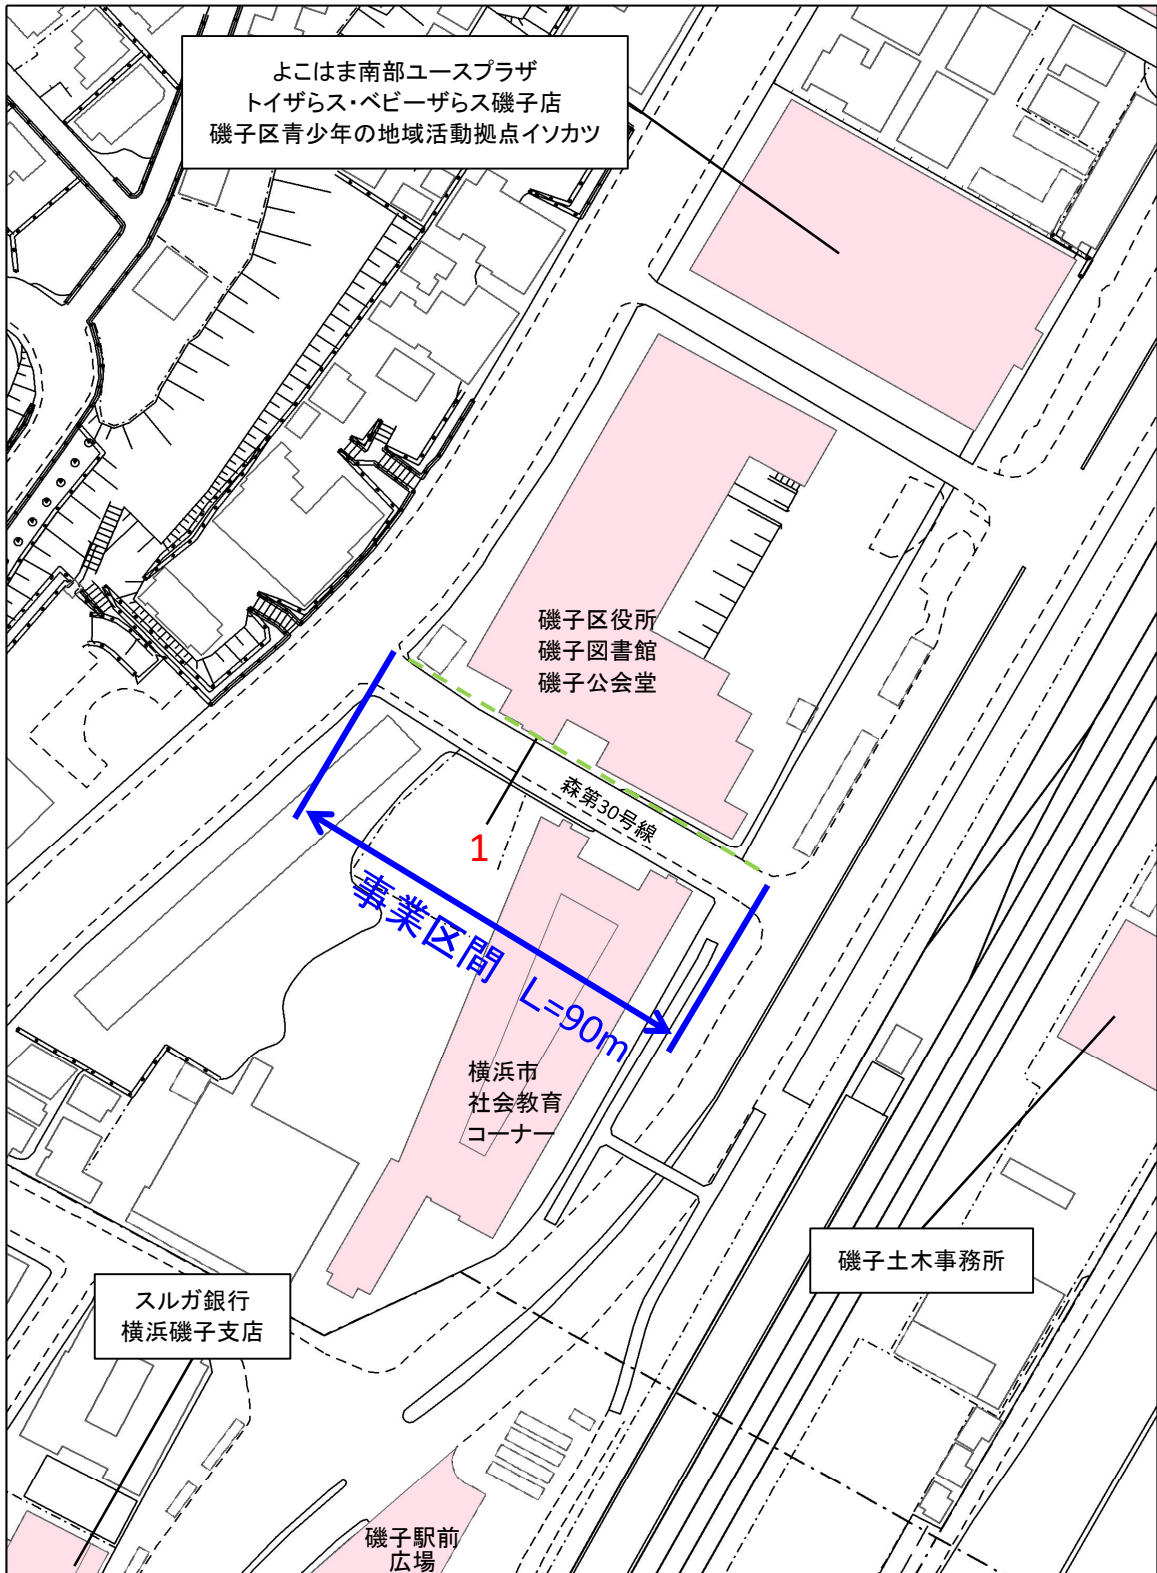 よこはま南部ユースプラザ
トイザらス・ベビーザらス磯子店
磯子区青少年の地域活動拠点イソカツ
磯子区役所
磯子図書館
磯子公会堂
森第30号線
1
事業区間 L=90m
横浜市
社会教育
コーナー
磯子土木事務所
スルガ銀行
横浜磯子支店
磯子駅前
広場